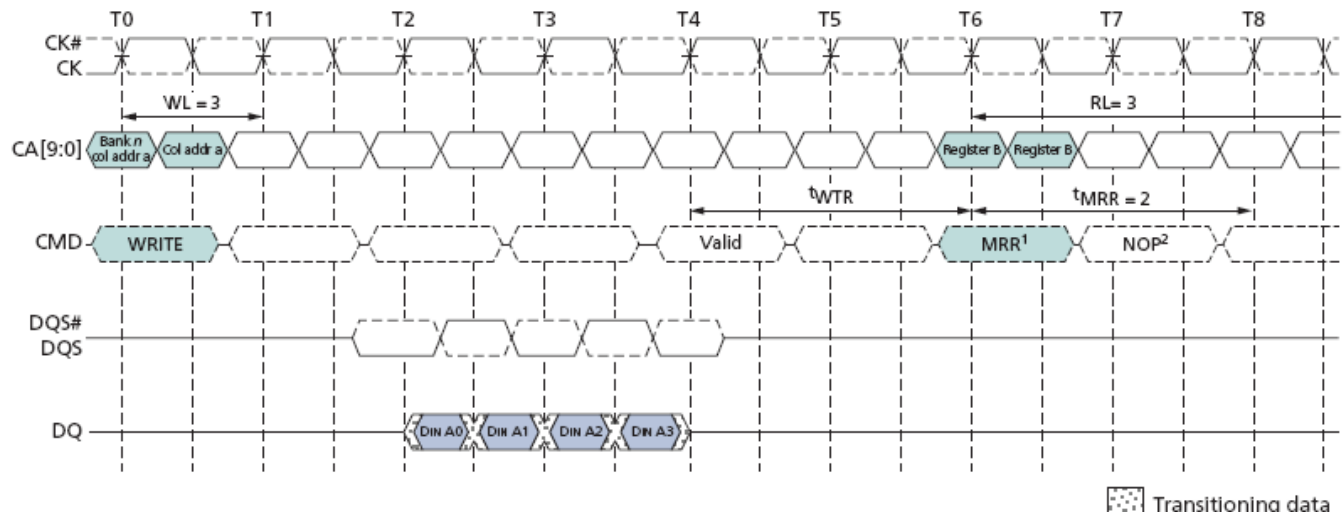 T0 T1 T2 T3 T4 T5 T6 T7 T8
CK#
CK
WL = 3
RL= 3
CA[9:0]
Bank n
col addr a
Col addr a
Register B
Register B
tWTR
tMRR = 2
CMD
WRITE
Valid
MRR1
NOP2
DQS#
DQS
DQ
DIN A0
DIN A1
DIN A2
DIN A3
Transitioning data